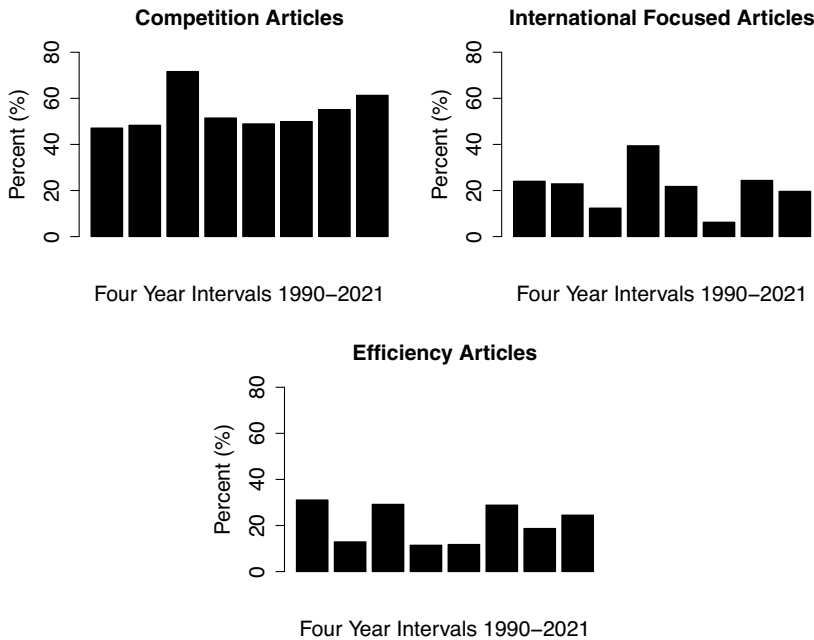 Competition Articles
Percent (%)
80
60
40
20
0
Four Year Intervals 1990–2021
International Focused Articles
Percent (%)
80
60
40
20
0
Four Year Intervals 1990–2021
Efficiency Articles
Percent (%)
80
60
40
20
0
Four Year Intervals 1990–2021